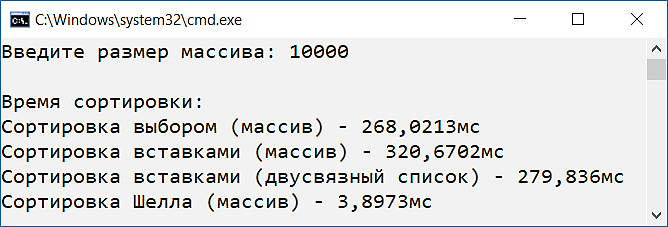 C:\Windows\system32\cmd.exe
Введите размер массива: 10000
Время сортировки:
Сортировка выбором (массив) - 268,0213мс
Сортировка вставками (массив) - 320,6702мс
Сортировка вставками (двусвязный список) - 279,836мс
Сортировка Шелла (массив) - 3,8973мс